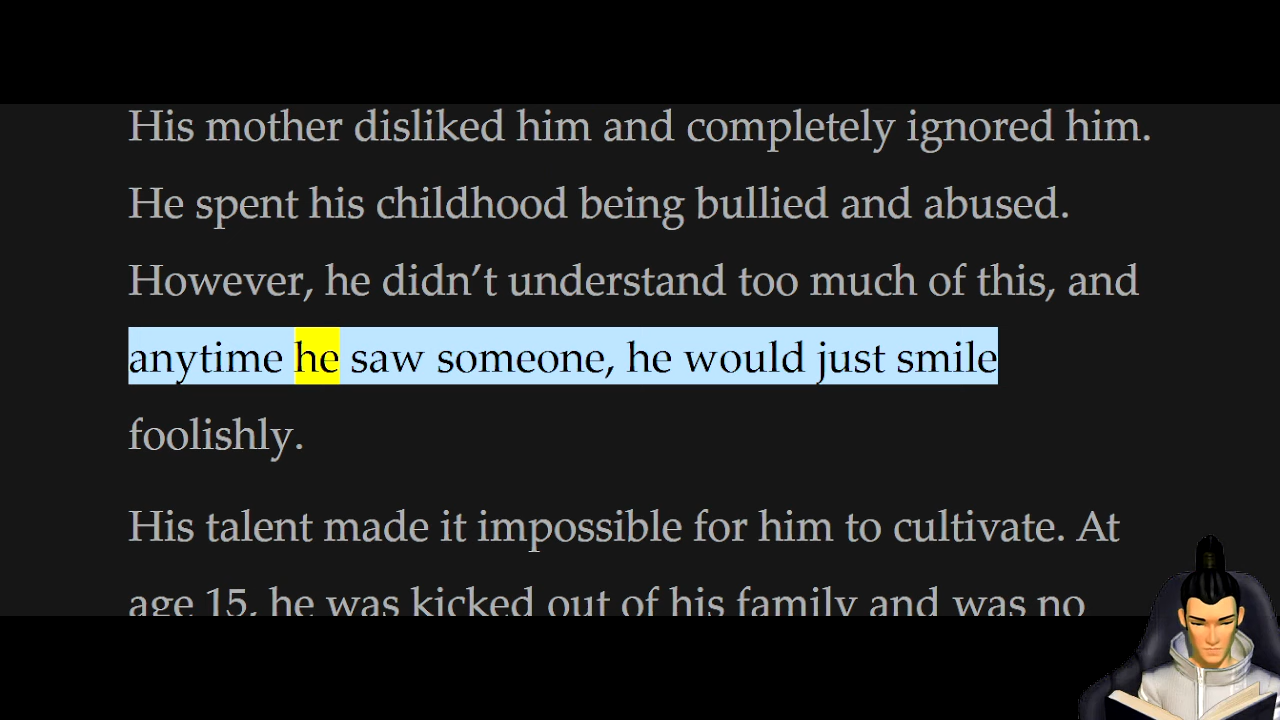 His mother disliked him and completely ignored him.
He spent his childhood being bullied and abused.
However, he didn’t understand too much of this, and
anytime he saw someone, he would just smile
foolishly.
His talent made it impossible for him to cultivate. At
age 15, he was kicked out of his family and was no